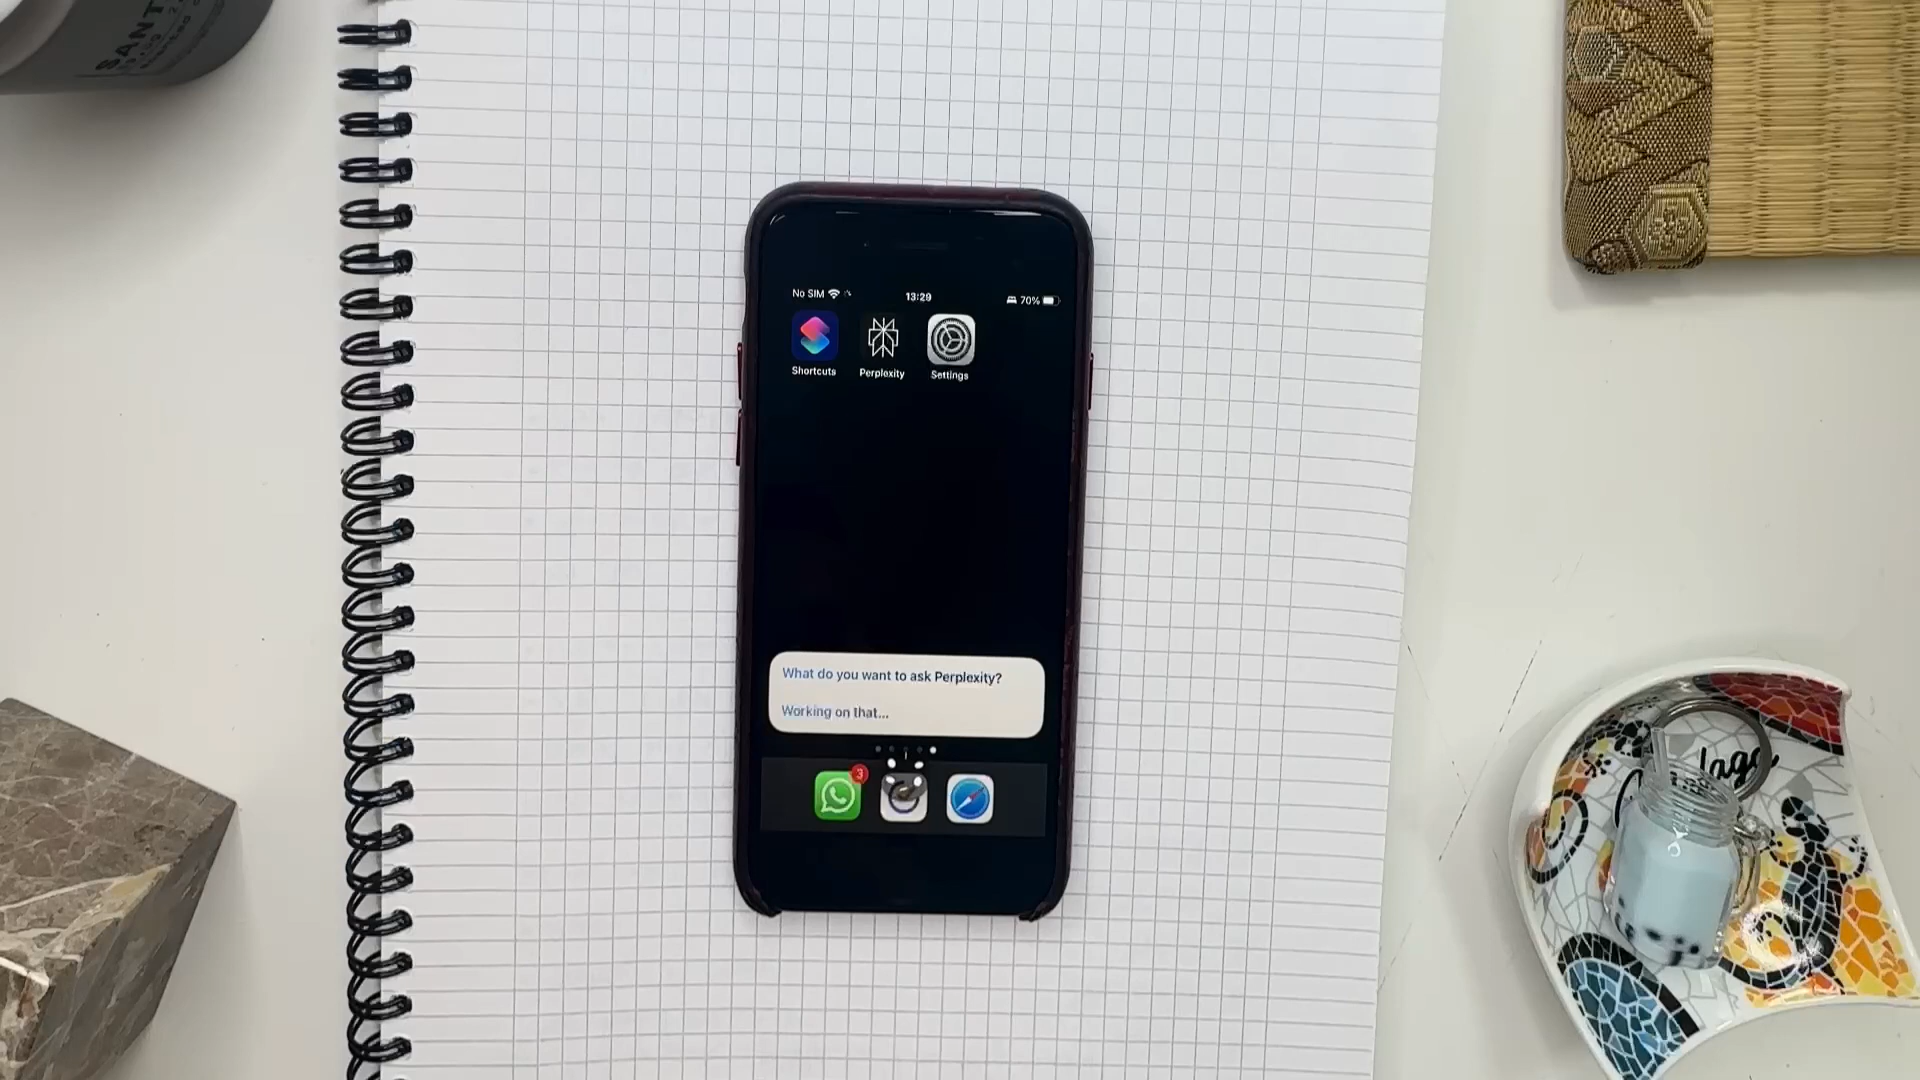 SANT
No SIM
13:29
70%
Shortcuts
Perplexity
Settings
What do you want to ask Perplexity?
Working on that...
3